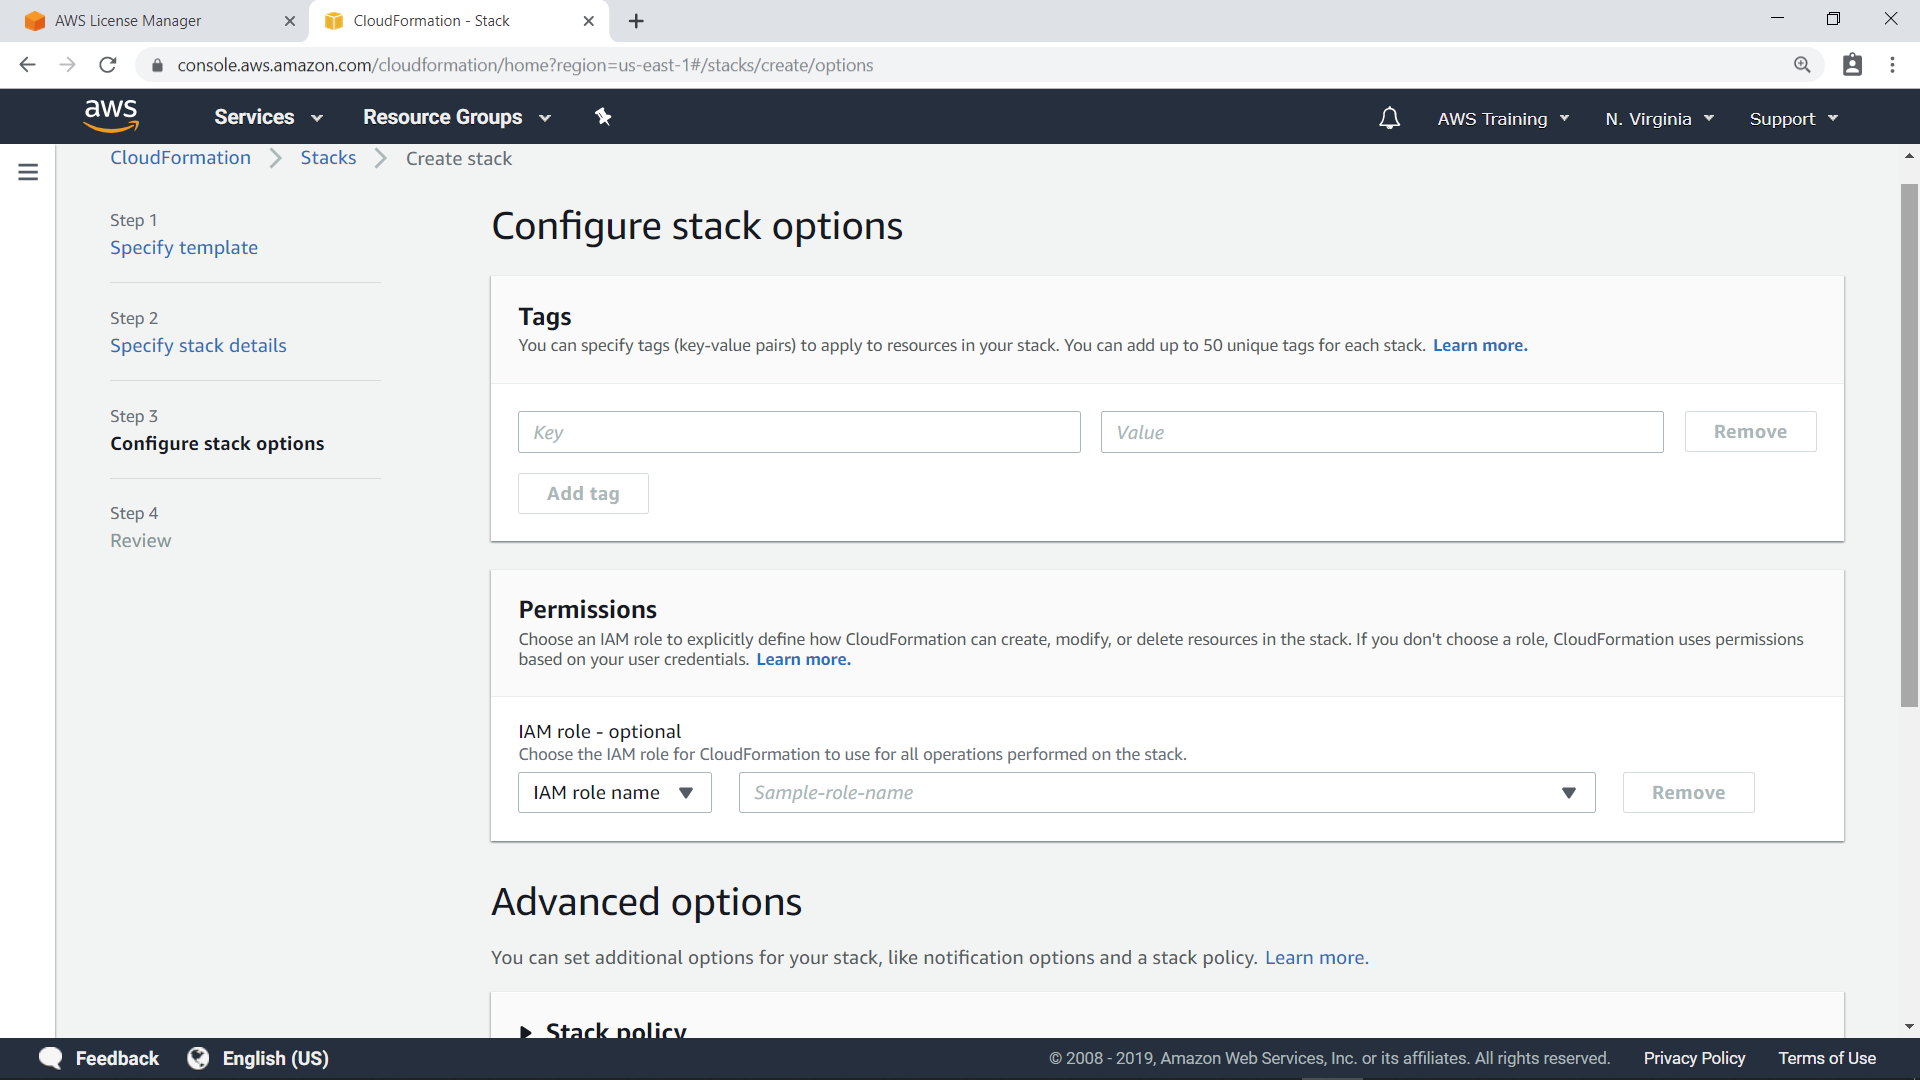 AWS License Manager
CloudFormation - Stack
console.aws.amazon.com/cloudformation/home?region=us-east-1#/stacks/create/options
aws
Services
Resource Groups
AWS Training
N. Virginia
Support
CloudFormation
Stacks
Create stack
Step 1
Specify template
Step 2
Specify stack details
Step 3
Configure stack options
Step 4
Review
Configure stack options
Tags
You can specify tags (key-value pairs) to apply to resources in your stack. You can add up to 50 unique tags for each stack. Learn more.
Key
Value
Remove
Add tag
Permissions
Choose an IAM role to explicitly define how CloudFormation can create, modify, or delete resources in the stack. If you don't choose a role, CloudFormation uses permissions
based on your user credentials. Learn more.
IAM role - optional
Choose the IAM role for CloudFormation to use for all operations performed on the stack.
IAM role name
Sample-role-name
Remove
Advanced options
You can set additional options for your stack, like notification options and a stack policy. Learn more.
Stack policy
Feedback
English (US)
© 2008 - 2019, Amazon Web Services, Inc. or its affiliates. All rights reserved.
Privacy Policy
Terms of Use